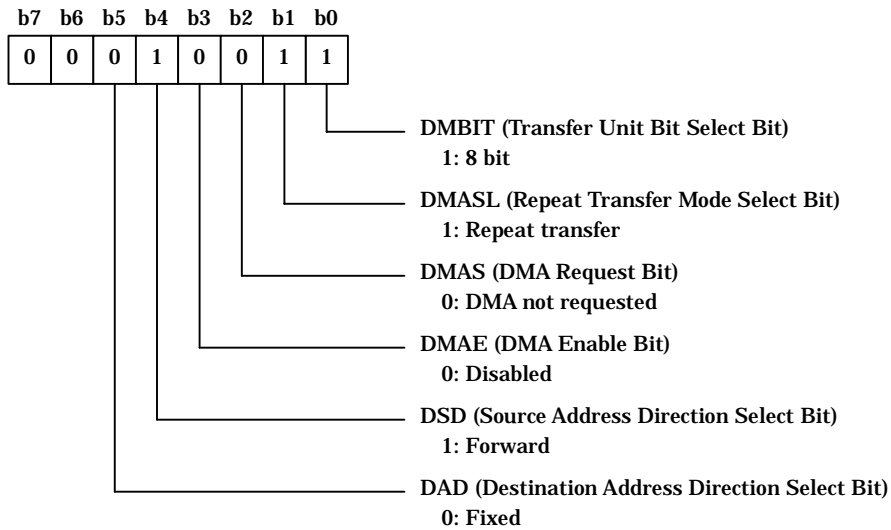 b7 b6 b5 b4 b3 b2 b1 b0
0 0 0 1 0 0 1 1
DMBIT (Transfer Unit Bit Select Bit)
1: 8 bit
DMASL (Repeat Transfer Mode Select Bit)
1: Repeat transfer
DMAS (DMA Request Bit)
0: DMA not requested
DMAE (DMA Enable Bit)
0: Disabled
DSD (Source Address Direction Select Bit)
1: Forward
DAD (Destination Address Direction Select Bit)
0: Fixed